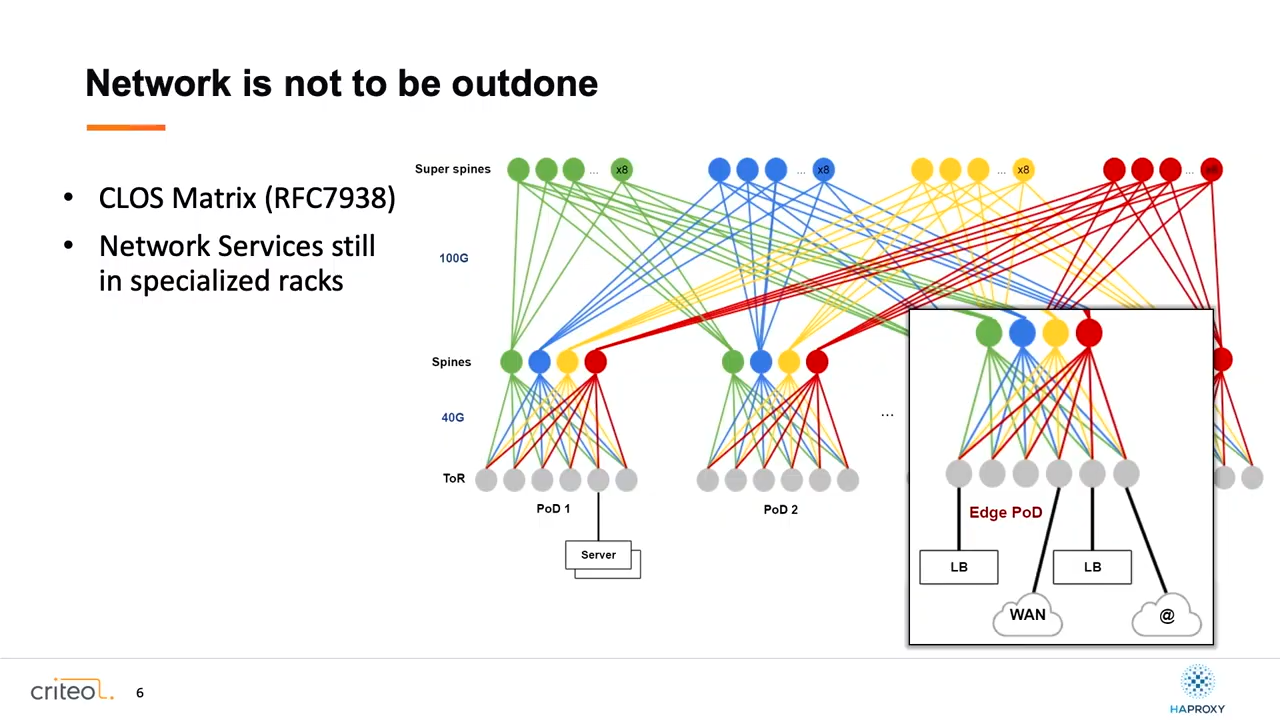 Network is not to be outdone
• CLOS Matrix (RFC7938)
• Network Services still
in specialized racks
Super spines
... x8
... x8
... x8
... x8
100G
Spines
40G
...
ToR
PoD 1
PoD 2
Server
Edge PoD
LB
LB
WAN
@
criteo
6
HAPROXY